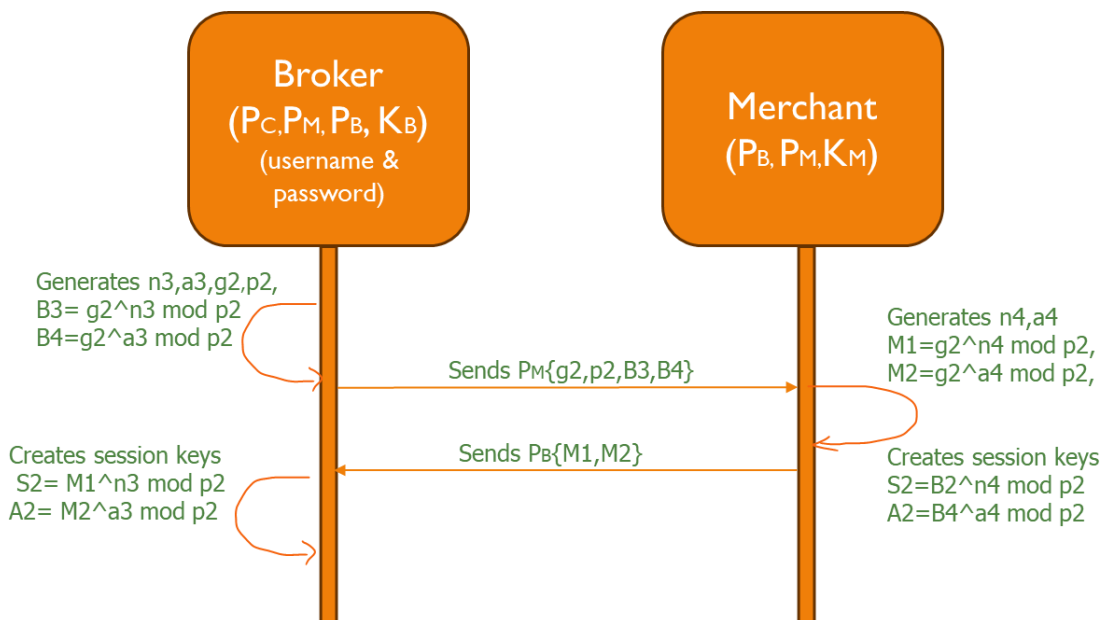 Broker
(PC,PM, PB, KB)
(username &
password)
Merchant
(PB, PM,KM)
Generates n3,a3,g2,p2,
B3= g2^n3 mod p2
B4=g2^a3 mod p2
Generates n4,a4
M1=g2^n4 mod p2,
M2=g2^a4 mod p2,
Sends PM{g2,p2,B3,B4}
Sends PB{M1,M2}
Creates session keys
S2= M1^n3 mod p2
A2= M2^a3 mod p2
Creates session keys
S2=B2^n4 mod p2
A2=B4^a4 mod p2